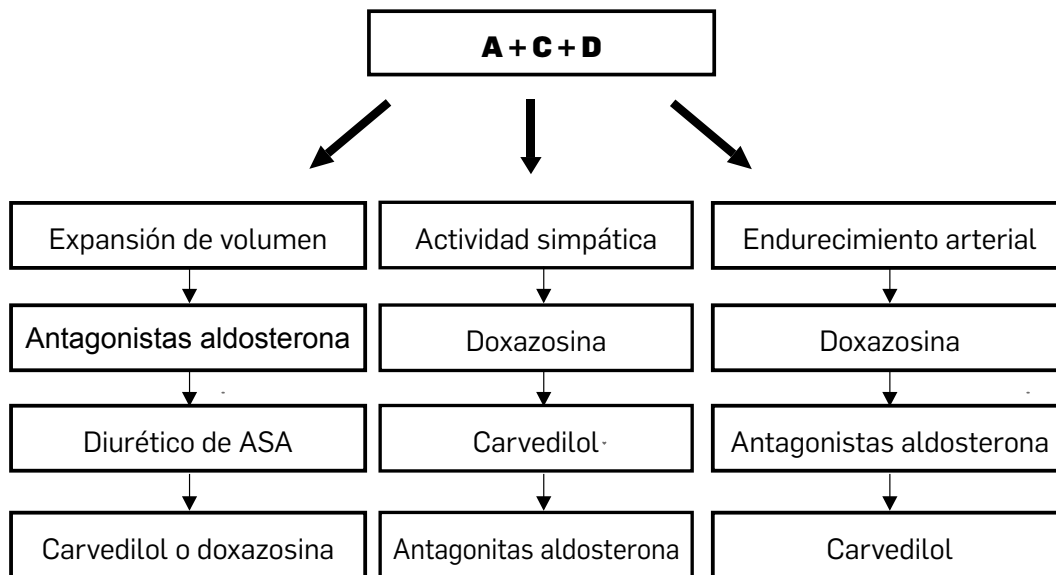 A + C + D
Expansión de volumen
Actividad simpática
Endurecimiento arterial
Antagonistas aldosterona
Doxazosina
Doxazosina
Diurético de ASA
Carvedilol
Antagonistas aldosterona
Carvedilol o doxazosina
Antagonitas aldosterona
Carvedilol